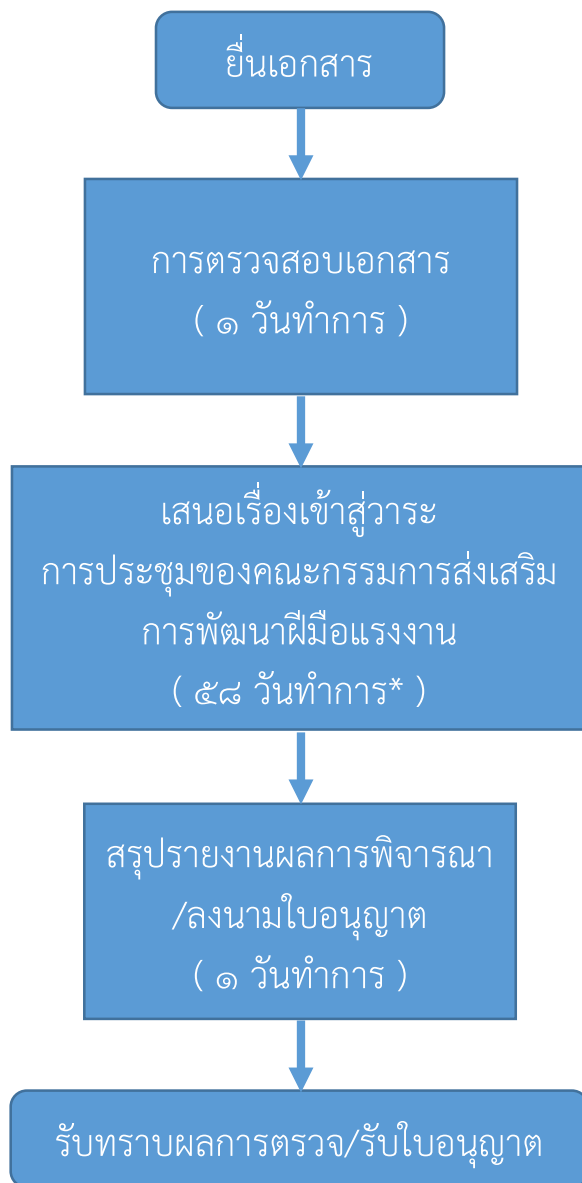 ยื่นเอกสาร
การตรวจสอบเอกสาร
( ๑ วันทำการ )
เสนอเรื่องเข้าสู่วาระ
การประชุมของคณะกรรมการส่งเสริม
การพัฒนาฝีมือแรงงาน
( ๕๘ วันทำการ* )
สรุปรายงานผลการพิจารณา
/ลงนามใบอนุญาต
( ๑ วันทำการ )
รับทราบผลการตรวจ/รับใบอนุญาต